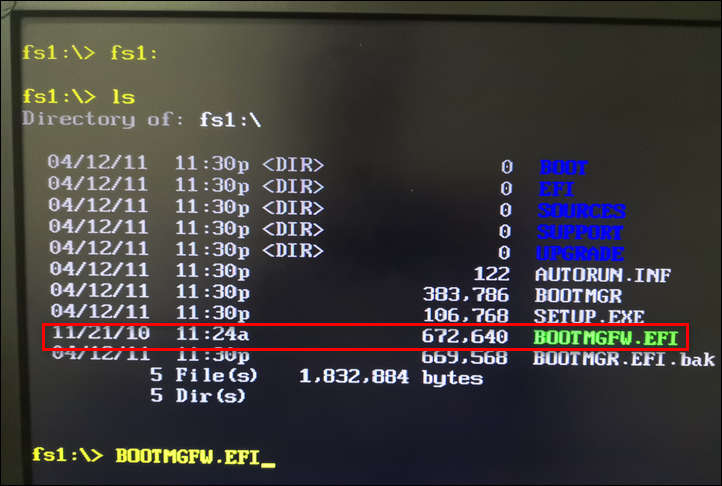 fs1:\> fs1:
fs1:\> ls
Directory of: fs1:\
04/12/11 11:30p <DIR> 0 BOOT
04/12/11 11:30p <DIR> 0 EFI
04/12/11 11:30p <DIR> 0 SOURCES
04/12/11 11:30p <DIR> 0 SUPPORT
04/12/11 11:30p <DIR> 0 UPGRADE
04/12/11 11:30p 122 AUTORUN.INF
04/12/11 11:30p 383,786 BOOTMGR
04/12/11 11:30p 106,768 SETUP.EXE
11/21/10 11:24a 672,640 BOOTMGFW.EFI
04/12/11 11:30p 669,568 BOOTMGR.EFI.bak
5 File(s) 1,832,884 bytes
5 Dir(s)
fs1:\> BOOTMGFW.EFI_